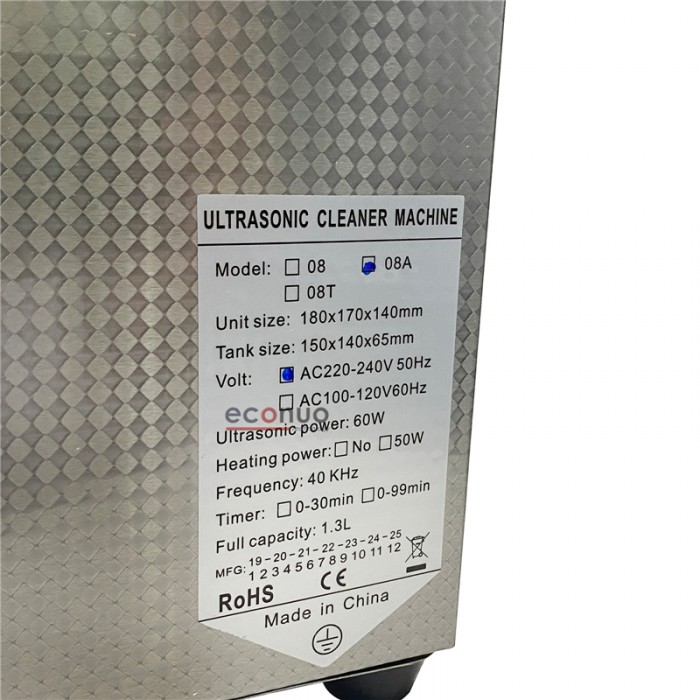 ULTRASONIC CLEANER MACHINE
Model: 08 08A
08T
Unit size: 180x170x140mm
Tank size: 150x140x65mm
Volt: AC220-240V 50Hz
AC100-120V60Hz
econuo
Ultrasonic power: 60W
Heating power: No 50W
Frequency: 40 KHz
Timer: 0-30min 0-99min
Full capacity: 1.3L
MFG: 19-20-21-22-23-24-25
1 2 3 4 5 6 7 8 9 10 11 12
RoHS CE
Made in China